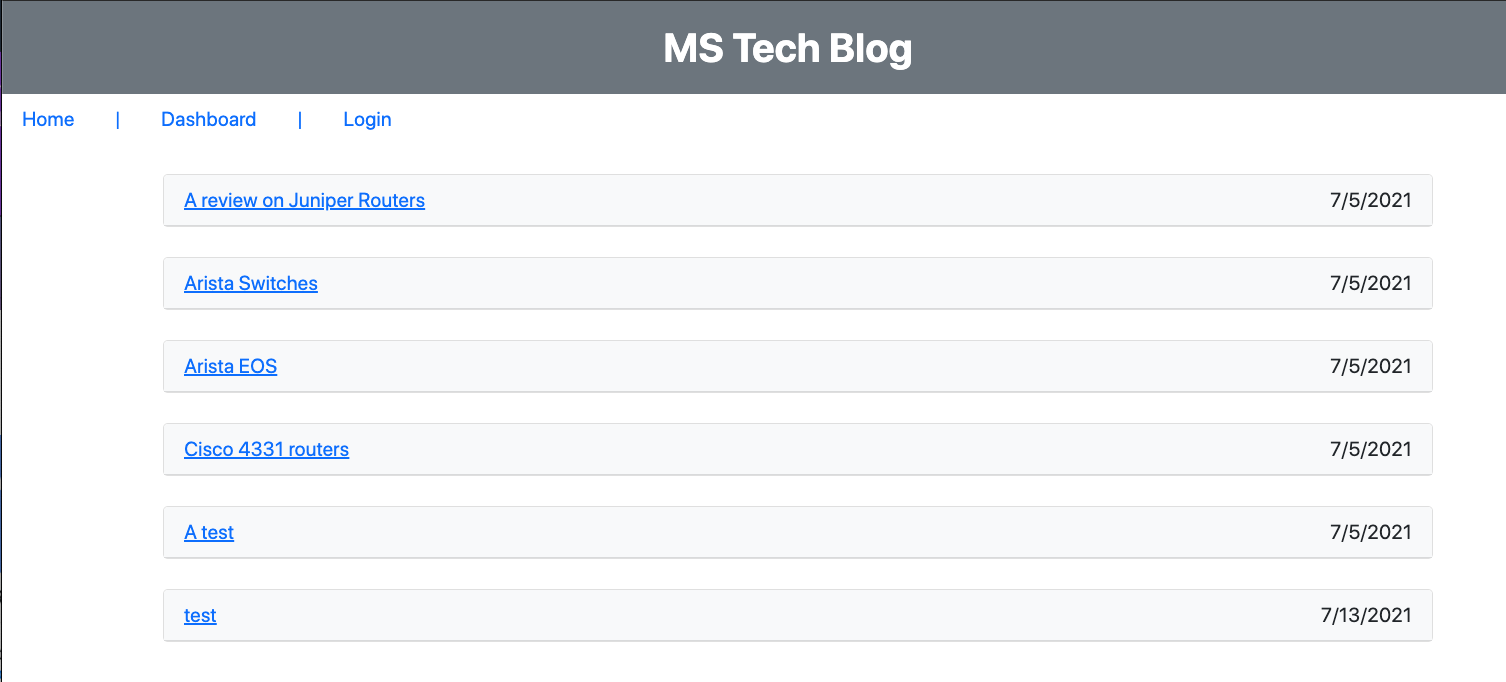 MS Tech Blog
Home | Dashboard | Login
A review on Juniper Routers 7/5/2021
Arista Switches 7/5/2021
Arista EOS 7/5/2021
Cisco 4331 routers 7/5/2021
A test 7/5/2021
test 7/13/2021